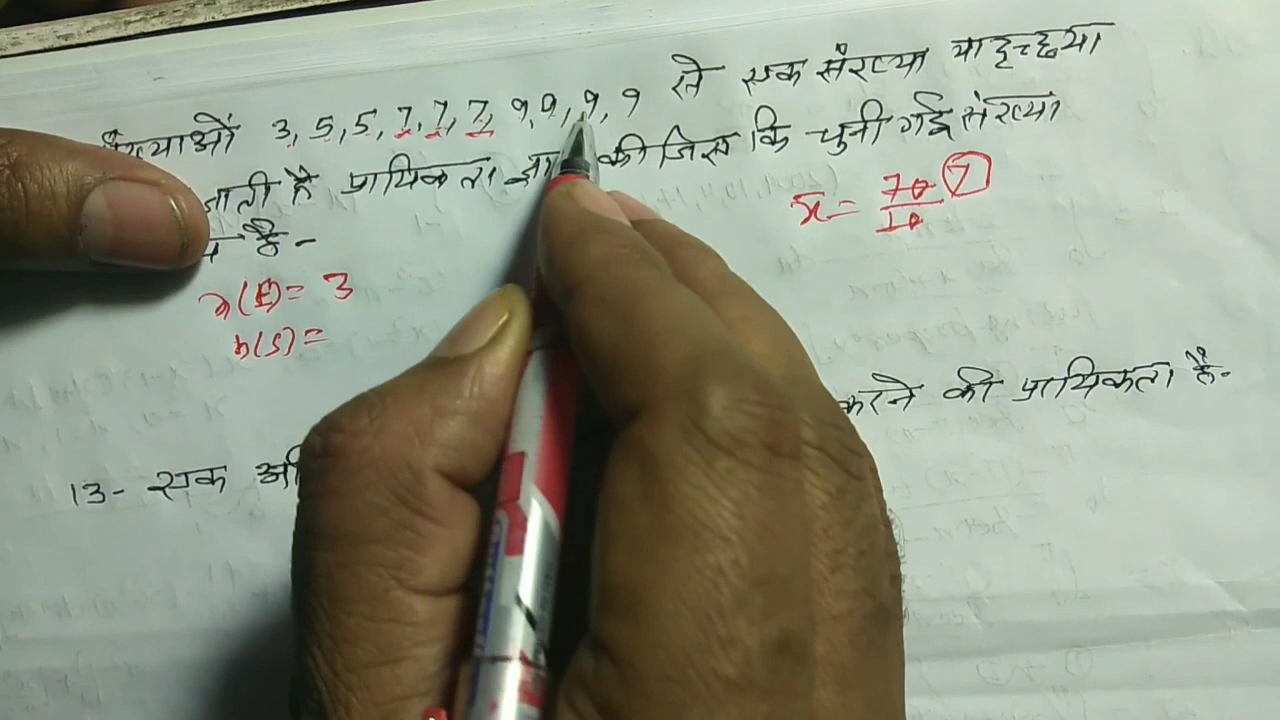 3, 5, 5, 7, 7, 7, 9, 9, 9, 9 से एक संख्या यादृच्छया
जाती है प्रायिकता की जिस कि चुनी गई संख्या
है-
x̄ = 70/10 7
n(E) = 3
n(S) =
करने की प्रायिकता है-
13- एक